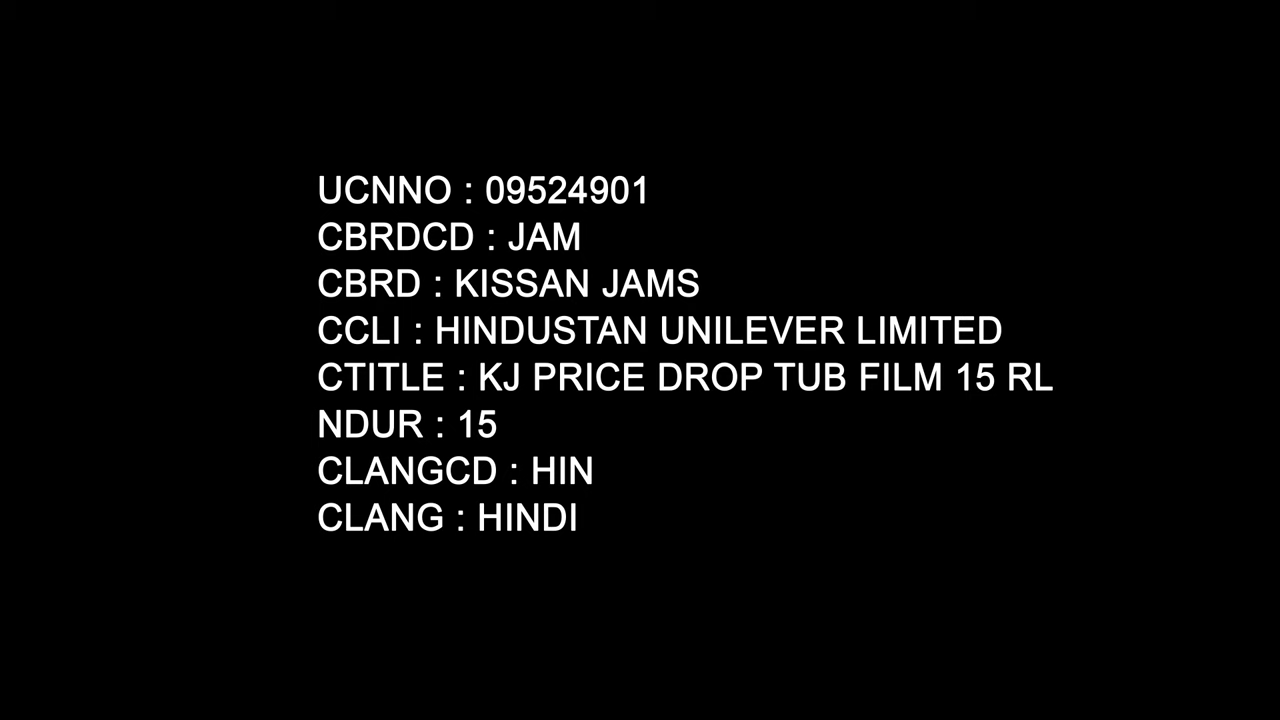 UCNNO : 09524901
CBRDCD : JAM
CBRD : KISSAN JAMS
CCLI : HINDUSTAN UNILEVER LIMITED
CTITLE : KJ PRICE DROP TUB FILM 15 RL
NDUR : 15
CLANGCD : HIN
CLANG : HINDI